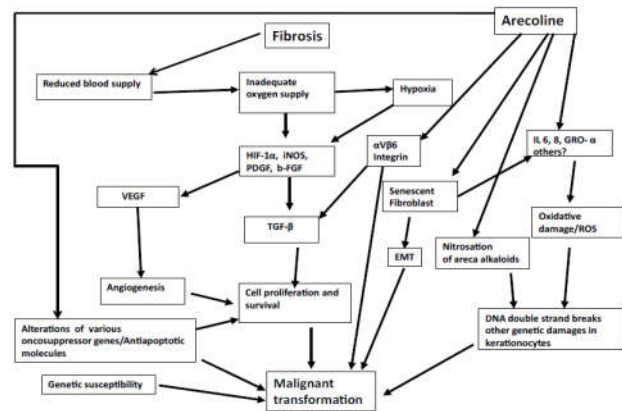 Arecoline
Fibrosis
Reduced blood supply
Inadequate
oxygen supply
Hypoxia
HIF-1α, iNOS,
PDGF, b-FGF
αVβ6
Integrin
IL 6, 8, GRO- α
others?
VEGF
Senescent
Fibroblast
TGF-β
Oxidative
damage/ROS
EMT
Nitrosation
of areca alkaloids
Angiogenesis
Cell proliferation and
survival
Alterations of various
oncosuppressor genes/Antiapoptotic
molecules
DNA double strand breaks
other genetic damages in
kerationocytes
Genetic susceptibility
Malignant
transformation